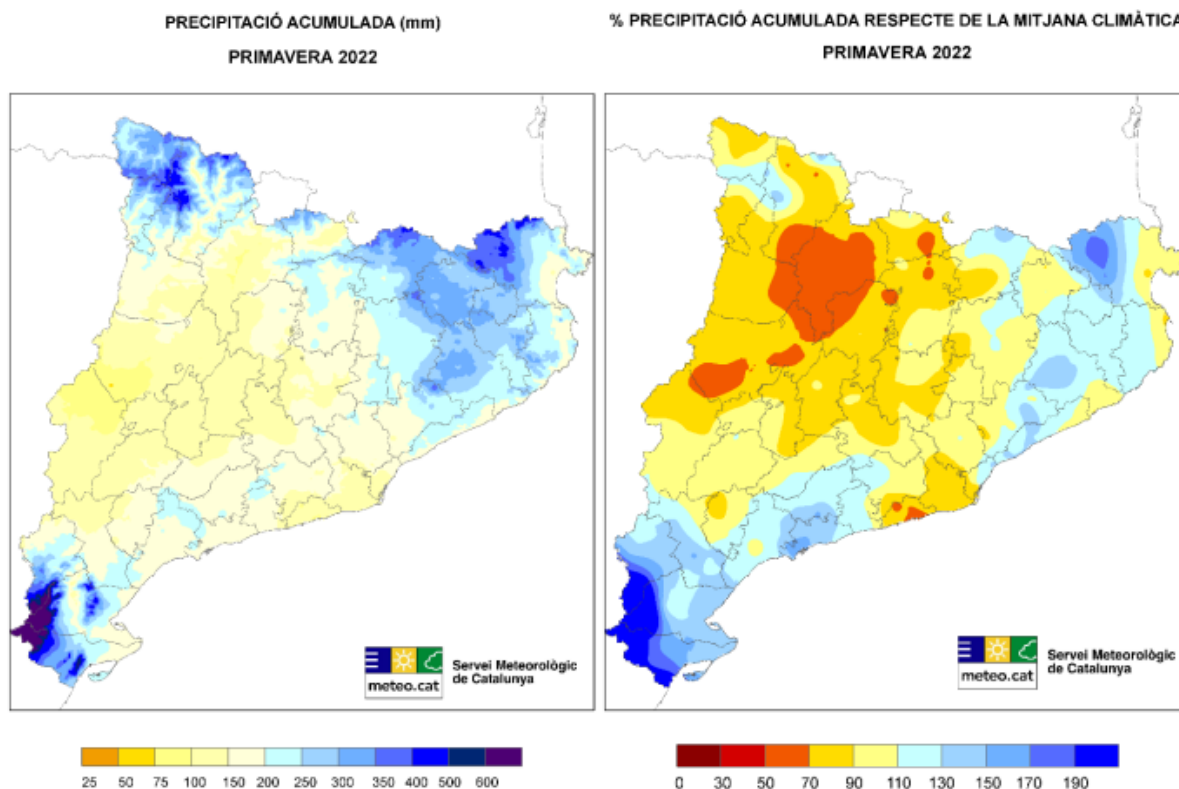 PRECIPITACIÓ ACUMULADA (mm)
PRIMAVERA 2022
% PRECIPITACIÓ ACUMULADA RESPECTE DE LA MITJANA CLIMÀTICA
PRIMAVERA 2022
meteo.cat
Servei Meteorològic
de Catalunya
meteo.cat
Servei Meteorològic
de Catalunya
25 50 75 100 150 200 250 300 350 400 500 600
0 30 50 70 90 110 130 150 170 190